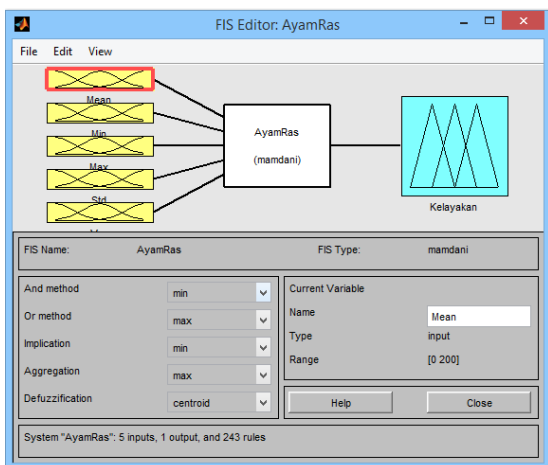 FIS Editor: AyamRas
File Edit View
Mean
Min
Max
Std
AyamRas
(mamdani)
Kelayakan
FIS Name: AyamRas FIS Type: mamdani
And method min
Or method max
Implication min
Aggregation max
Defuzzification centroid
Current Variable
Name Mean
Type input
Range [0 200]
Help Close
System "AyamRas": 5 inputs, 1 output, and 243 rules